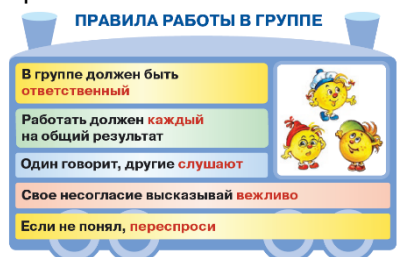 ПРАВИЛА РАБОТЫ В ГРУППЕ
В группе должен быть
ответственный
Работать должен каждый
на общий результат
Один говорит, другие слушают
Свое несогласие высказывай вежливо
Если не понял, переспроси